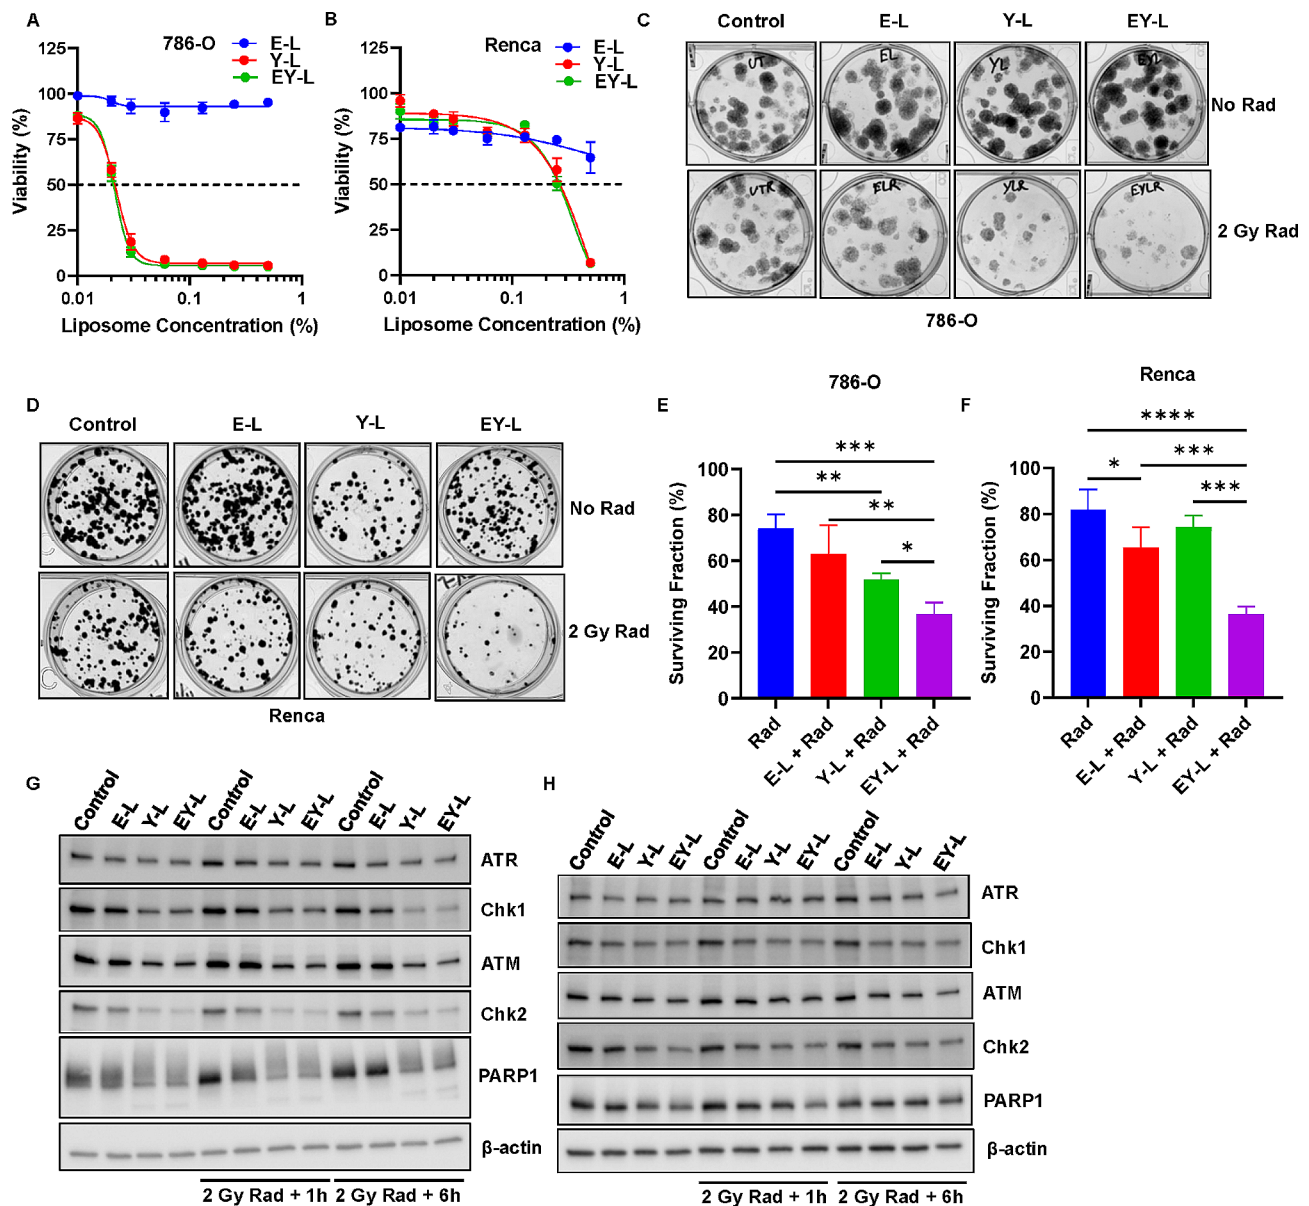 A
786-O
E-L
Y-L
EY-L
125
100
75
50
25
0
Viability (%)
0.01
0.1
1
Liposome Concentration (%)
B
Renca
E-L
Y-L
EY-L
125
100
75
50
25
0
Viability (%)
0.01
0.1
1
Liposome Concentration (%)
C
Control
E-L
Y-L
EY-L
UT
EL
YL
EYL
No Rad
UTR
ELR
YLR
EYLR
2 Gy Rad
786-O
D
Control
E-L
Y-L
EY-L
No Rad
2 Gy Rad
Renca
E
786-O
***
**
**
*
100
80
60
40
20
0
Surviving Fraction (%)
Rad
E-L + Rad
Y-L + Rad
EY-L + Rad
F
Renca
****
*
***
***
100
80
60
40
20
0
Surviving Fraction (%)
Rad
E-L + Rad
Y-L + Rad
EY-L + Rad
G
Control
E-L
Y-L
EY-L
Control
E-L
Y-L
EY-L
Control
E-L
Y-L
EY-L
ATR
Chk1
ATM
Chk2
PARP1
β-actin
2 Gy Rad + 1h
2 Gy Rad + 6h
H
Control
E-L
Y-L
EY-L
Control
E-L
Y-L
EY-L
Control
E-L
Y-L
EY-L
ATR
Chk1
ATM
Chk2
PARP1
β-actin
2 Gy Rad + 1h
2 Gy Rad + 6h